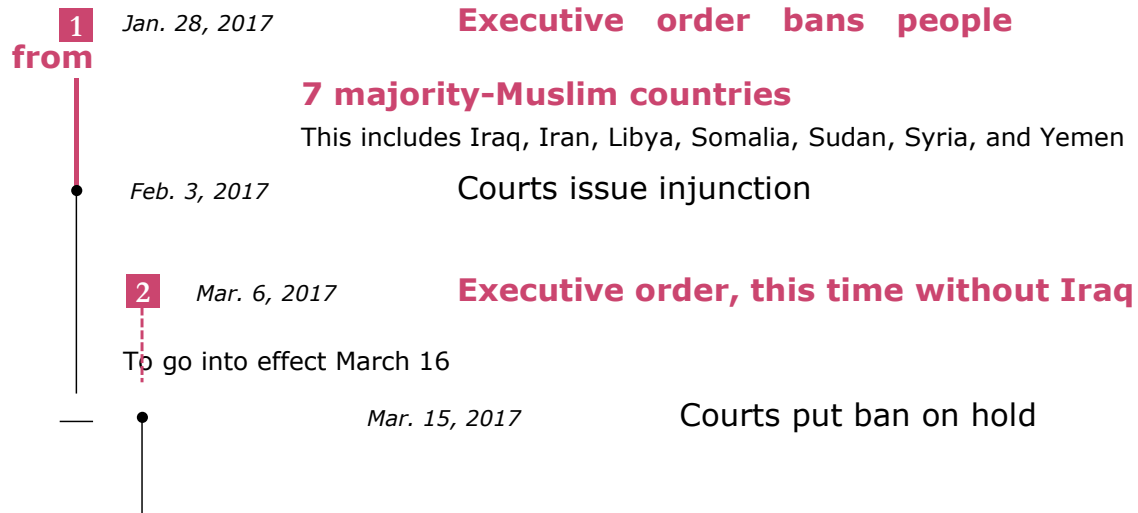 1 Jan. 28, 2017 Executive order bans people
from
7 majority-Muslim countries
This includes Iraq, Iran, Libya, Somalia, Sudan, Syria, and Yemen
Feb. 3, 2017 Courts issue injunction
2 Mar. 6, 2017 Executive order, this time without Iraq
To go into effect March 16
Mar. 15, 2017 Courts put ban on hold